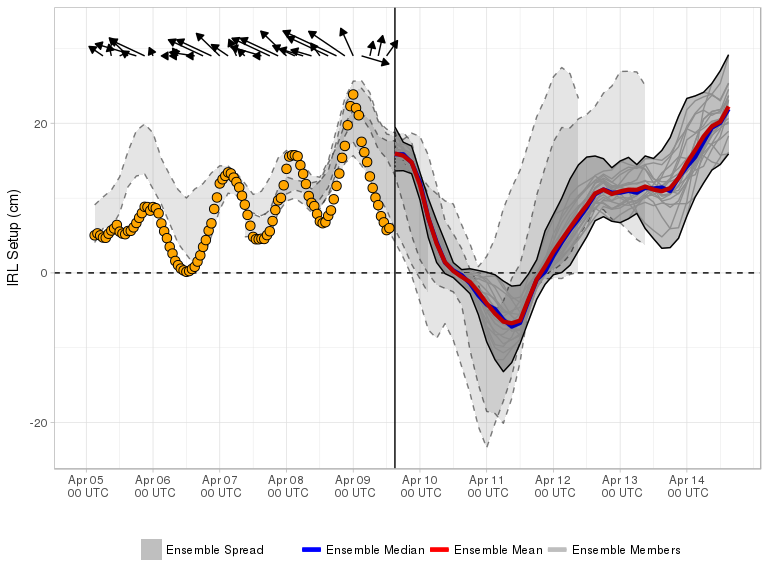 20
0
-20
IRL Setup (cm)
Apr 05 Apr 06 Apr 07 Apr 08 Apr 09 Apr 10 Apr 11 Apr 12 Apr 13 Apr 14
00 UTC 00 UTC 00 UTC 00 UTC 00 UTC 00 UTC 00 UTC 00 UTC 00 UTC 00 UTC
Ensemble Spread Ensemble Median Ensemble Mean Ensemble Members